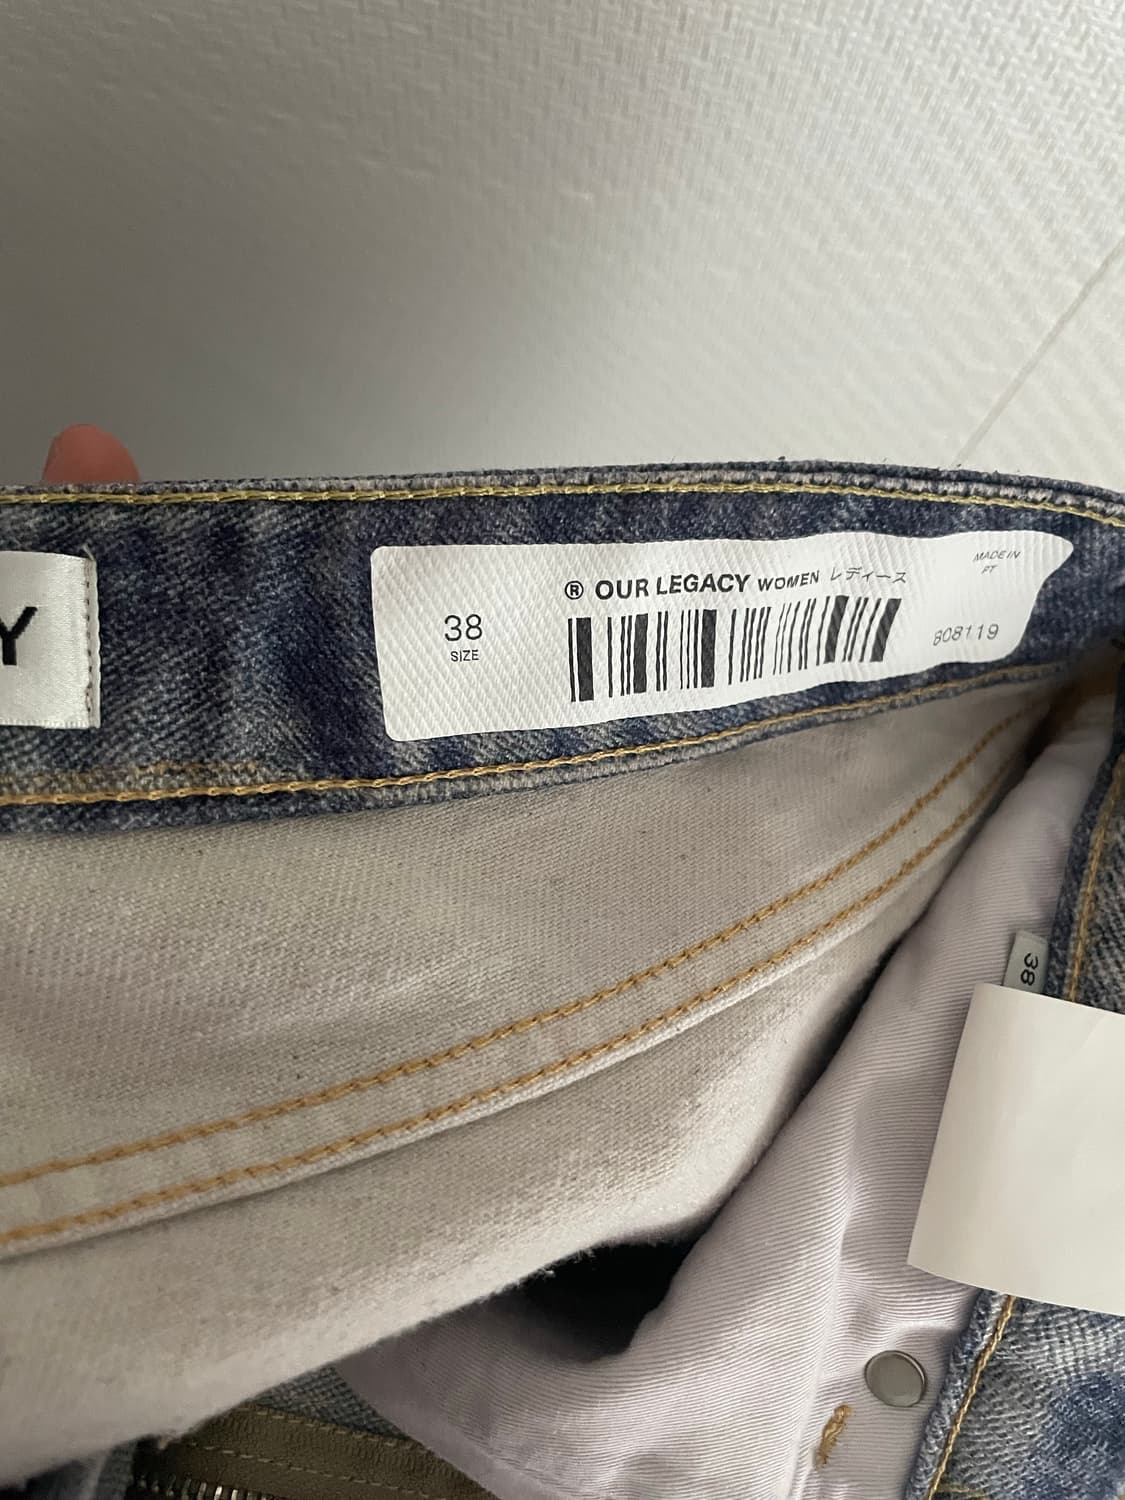 Y
® OUR LEGACY WOMEN レディース
MADE IN
PT
38
SIZE
808119
38